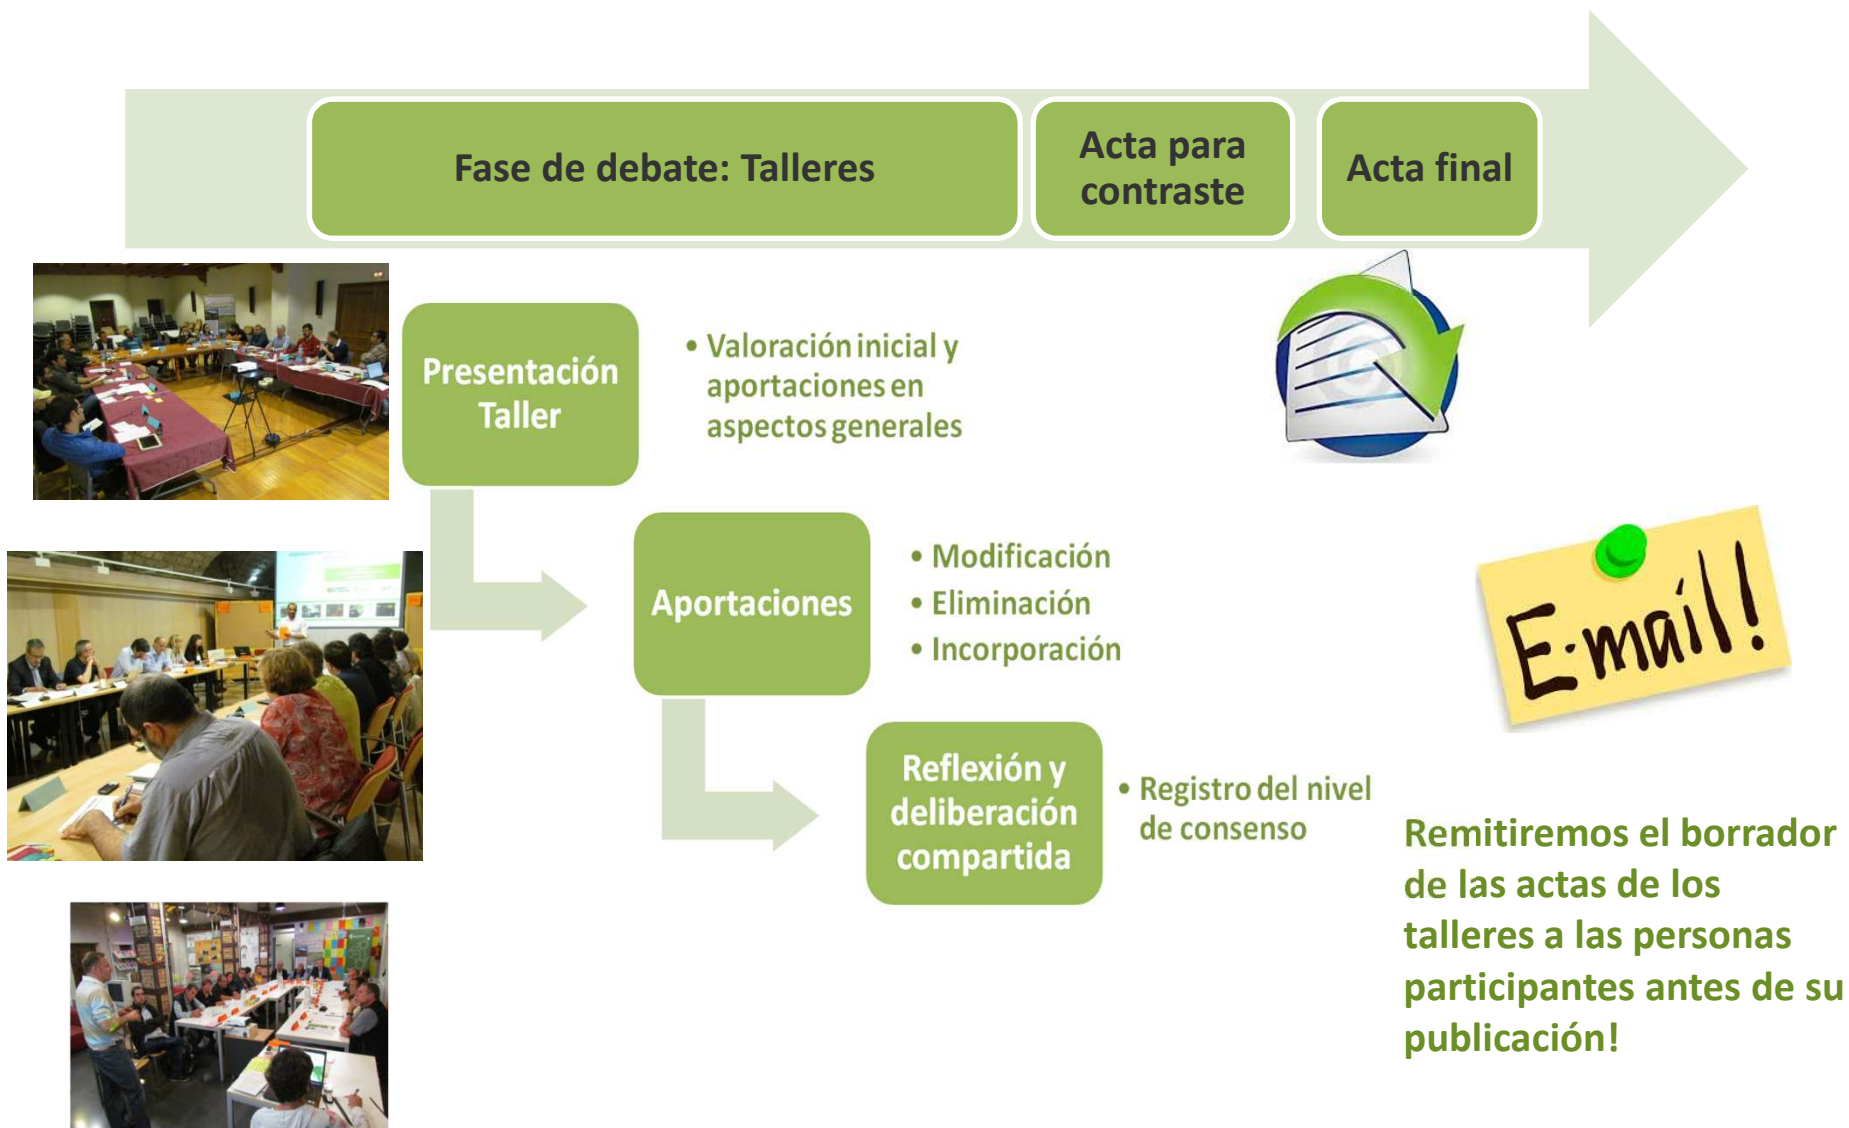 Fase de debate: Talleres
Acta para
contraste
Acta final
Presentación
Taller
• Valoración inicial y
aportaciones en
aspectos generales
Aportaciones
• Modificación
• Eliminación
• Incorporación
Reflexión y
deliberación
compartida
• Registro del nivel
de consenso
E-mail!
Remitiremos el borrador
de las actas de los
talleres a las personas
participantes antes de su
publicación!